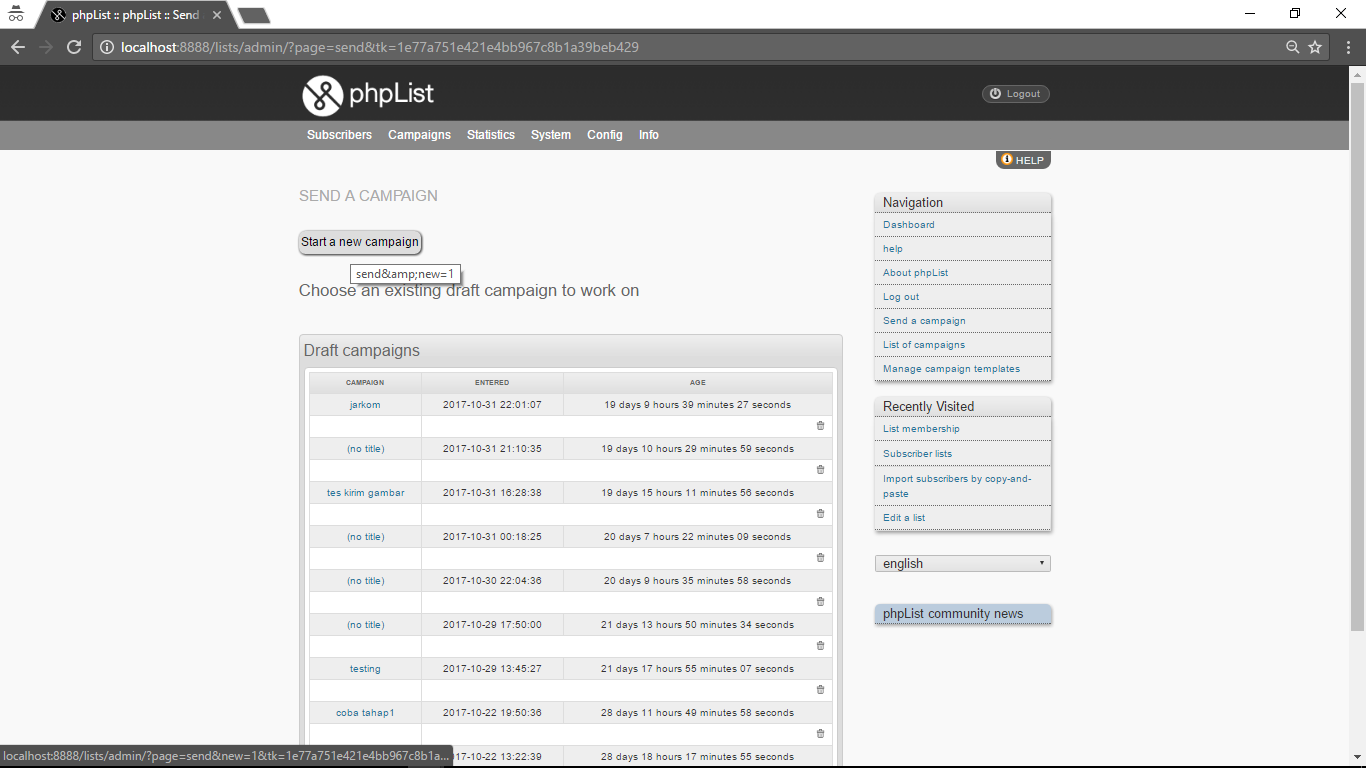 phpList :: phpList :: Send
localhost:8888/lists/admin/?page=send&tk=1e77a751e421e4bb967c8b1a39beb429
phpList
Logout
Subscribers Campaigns Statistics System Config Info
HELP
SEND A CAMPAIGN
Start a new campaign
send&amp;new=1
Choose an existing draft campaign to work on
Draft campaigns
CAMPAIGN ENTERED AGE
jarkom 2017-10-31 22:01:07 19 days 9 hours 39 minutes 27 seconds
(no title) 2017-10-31 21:10:35 19 days 10 hours 29 minutes 59 seconds
tes kirim gambar 2017-10-31 16:28:38 19 days 15 hours 11 minutes 56 seconds
(no title) 2017-10-31 00:18:25 20 days 7 hours 22 minutes 09 seconds
(no title) 2017-10-30 22:04:36 20 days 9 hours 35 minutes 58 seconds
(no title) 2017-10-29 17:50:00 21 days 13 hours 50 minutes 34 seconds
testing 2017-10-29 13:45:27 21 days 17 hours 55 minutes 07 seconds
coba tahap1 2017-10-22 19:50:36 28 days 11 hours 49 minutes 58 seconds
17-10-22 13:22:39 28 days 18 hours 17 minutes 55 seconds
Navigation
Dashboard
help
About phpList
Log out
Send a campaign
List of campaigns
Manage campaign templates
Recently Visited
List membership
Subscriber lists
Import subscribers by copy-and-
paste
Edit a list
english
phpList community news
localhost:8888/lists/admin/?page=send&new=1&tk=1e77a751e421e4bb967c8b1a...